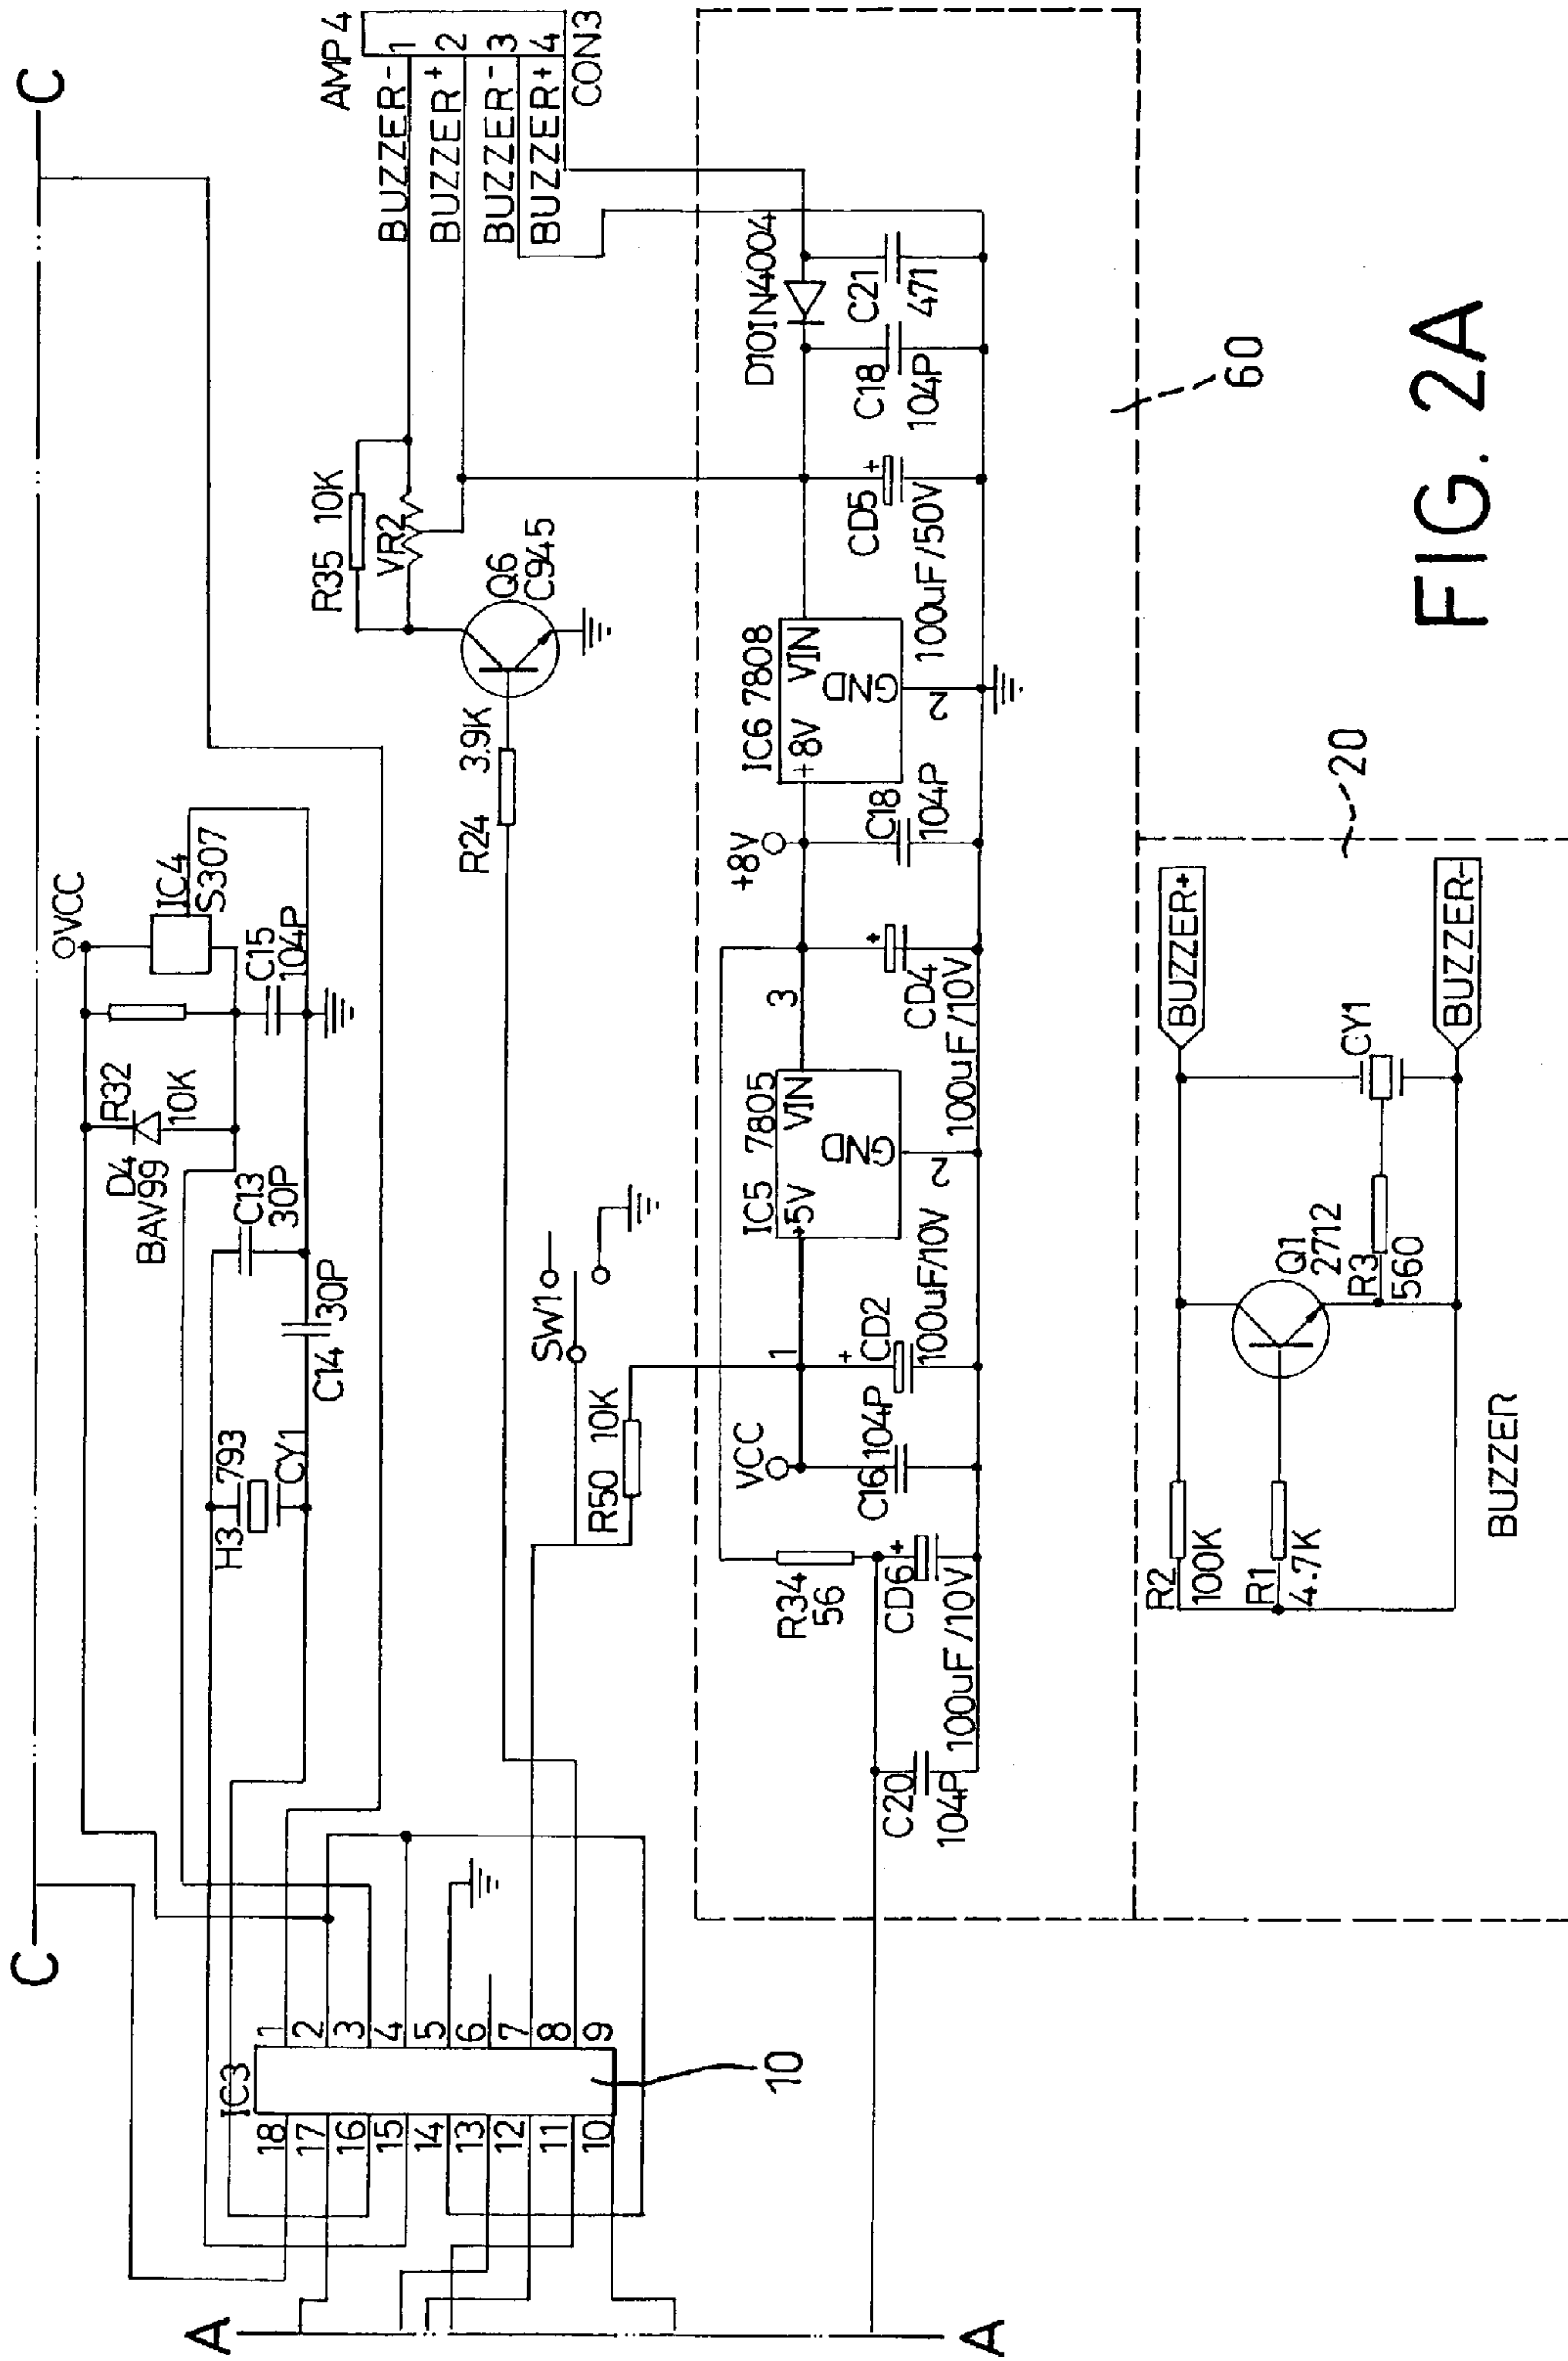 C
C
VCC
IC4
S307
R32
10K
D4
BAV99
C15
104P
C13
30P
C14
30P
H3
793
CY1
IC3
18
17
16
15
14
13
12
11
10
1
2
3
4
5
6
7
8
9
10
A
A
AMP4
BUZZER-
1
BUZZER+
2
BUZZER-
3
BUZZER+
4
CON3
R35
10K
VR2
Q6
C945
R24
3.9K
SW1
R50
10K
VCC
1
C16
104P
CD2
100uF/10V
IC5
7805
+5V
VIN
GND
2
3
CD4
100uF/10V
+8V
C18
104P
IC6
7808
+8V
VIN
GND
2
CD5
100uF/50V
D10IN4004
C18
104P
C21
471
R34
56
CD6
100uF/10V
C20
104P
60
20
BUZZER+
BUZZER-
CY1
Q1
2712
R3
560
R2
100K
R1
4.7K
BUZZER
FIG. 2A